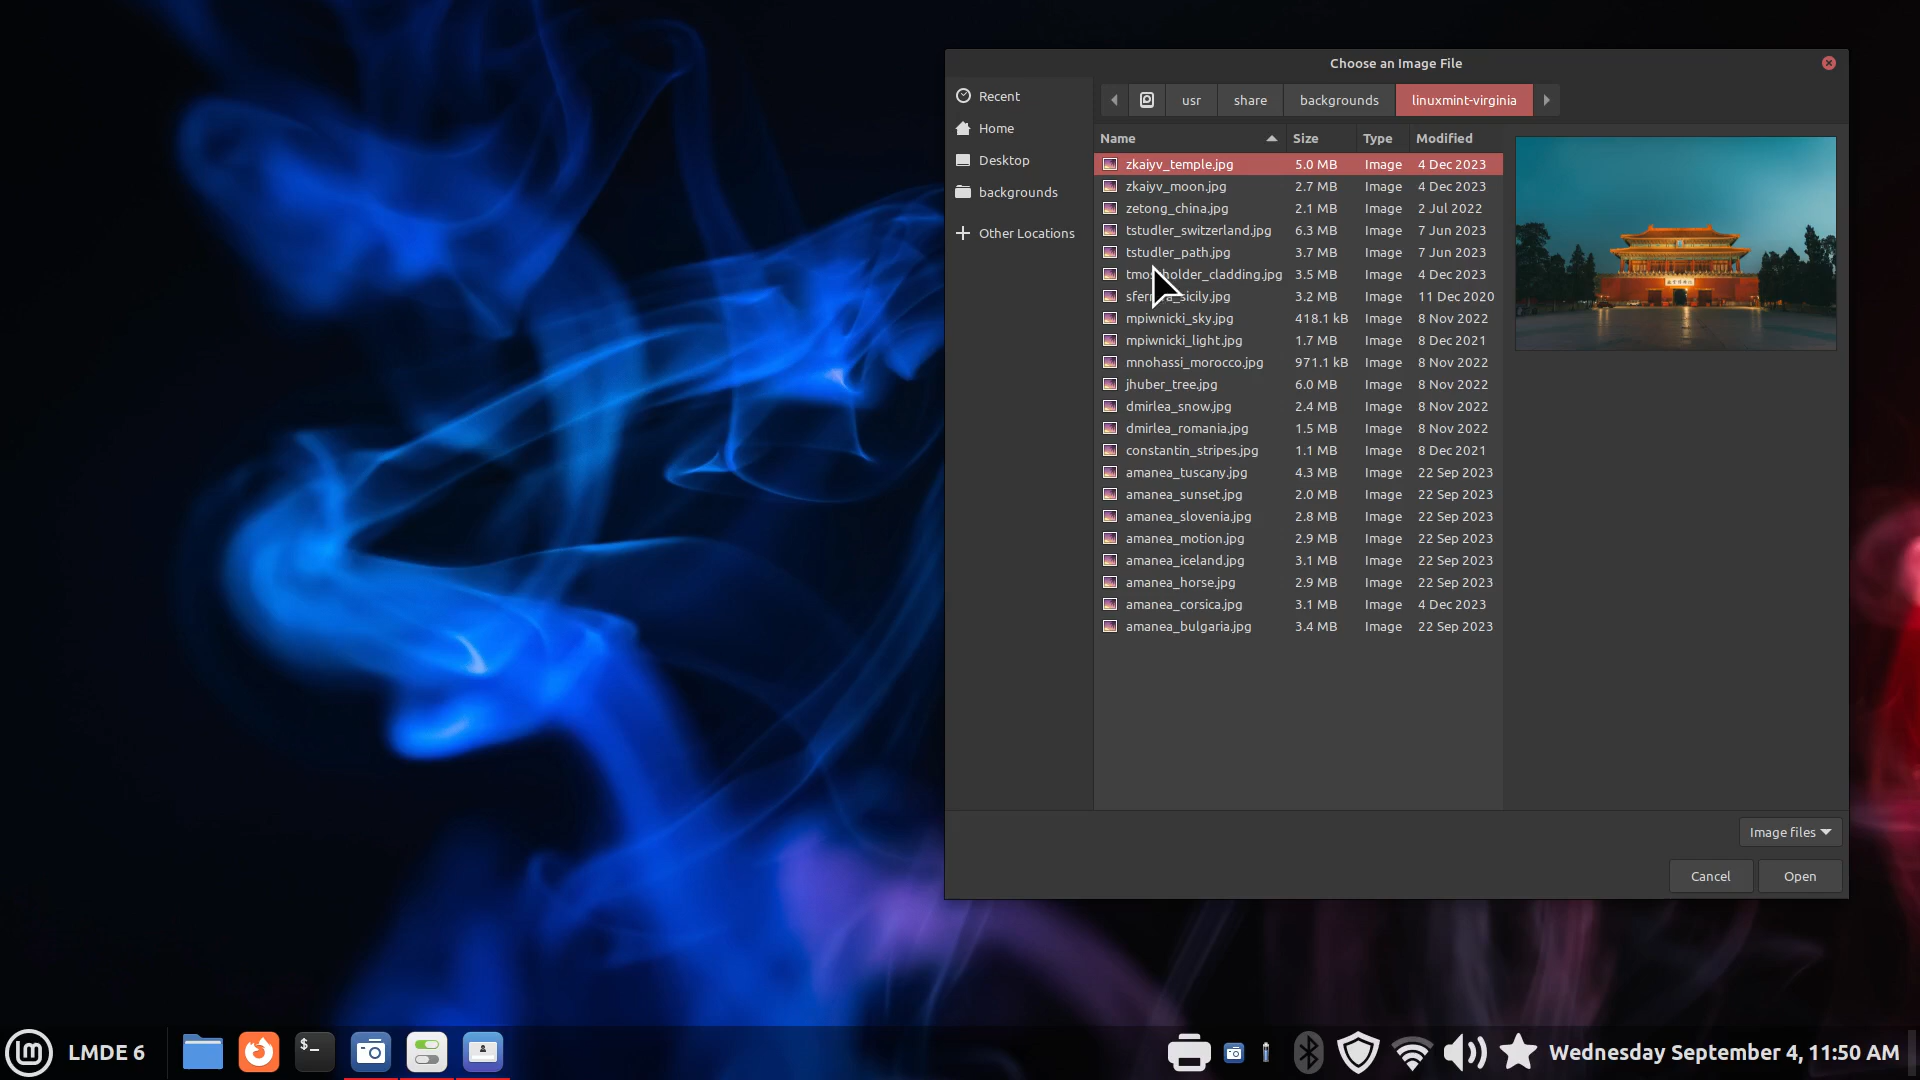 Choose an Image File
Recent
Home
Desktop
backgrounds
Other Locations
usr share backgrounds linuxmint-virginia
Name Size Type Modified
zkaiyv_temple.jpg 5.0 MB Image 4 Dec 2023
zkaiyv_moon.jpg 2.7 MB Image 4 Dec 2023
zetong_china.jpg 2.1 MB Image 2 Jul 2022
tstudler_switzerland.jpg 6.3 MB Image 7 Jun 2023
tstudler_path.jpg 3.7 MB Image 7 Jun 2023
3.5 MB Image 4 Dec 2023
3.2 MB Image 11 Dec 2020
mpiwnicki_sky.jpg 418.1 kB Image 8 Nov 2022
mpiwnicki_light.jpg 1.7 MB Image 8 Dec 2021
mnohassi_morocco.jpg 971.1 kB Image 8 Nov 2022
jhuber_tree.jpg 6.0 MB Image 8 Nov 2022
dmirlea_snow.jpg 2.4 MB Image 8 Nov 2022
dmirlea_romania.jpg 1.5 MB Image 8 Nov 2022
constantin_stripes.jpg 1.1 MB Image 8 Dec 2021
amanea_tuscany.jpg 4.3 MB Image 22 Sep 2023
amanea_sunset.jpg 2.0 MB Image 22 Sep 2023
amanea_slovenia.jpg 2.8 MB Image 22 Sep 2023
amanea_motion.jpg 2.9 MB Image 22 Sep 2023
amanea_iceland.jpg 3.1 MB Image 22 Sep 2023
amanea_horse.jpg 2.9 MB Image 22 Sep 2023
amanea_corsica.jpg 3.1 MB Image 4 Dec 2023
amanea_bulgaria.jpg 3.4 MB Image 22 Sep 2023
Image files
Cancel Open
LMDE 6
$_
Wednesday September 4, 11:50 AM